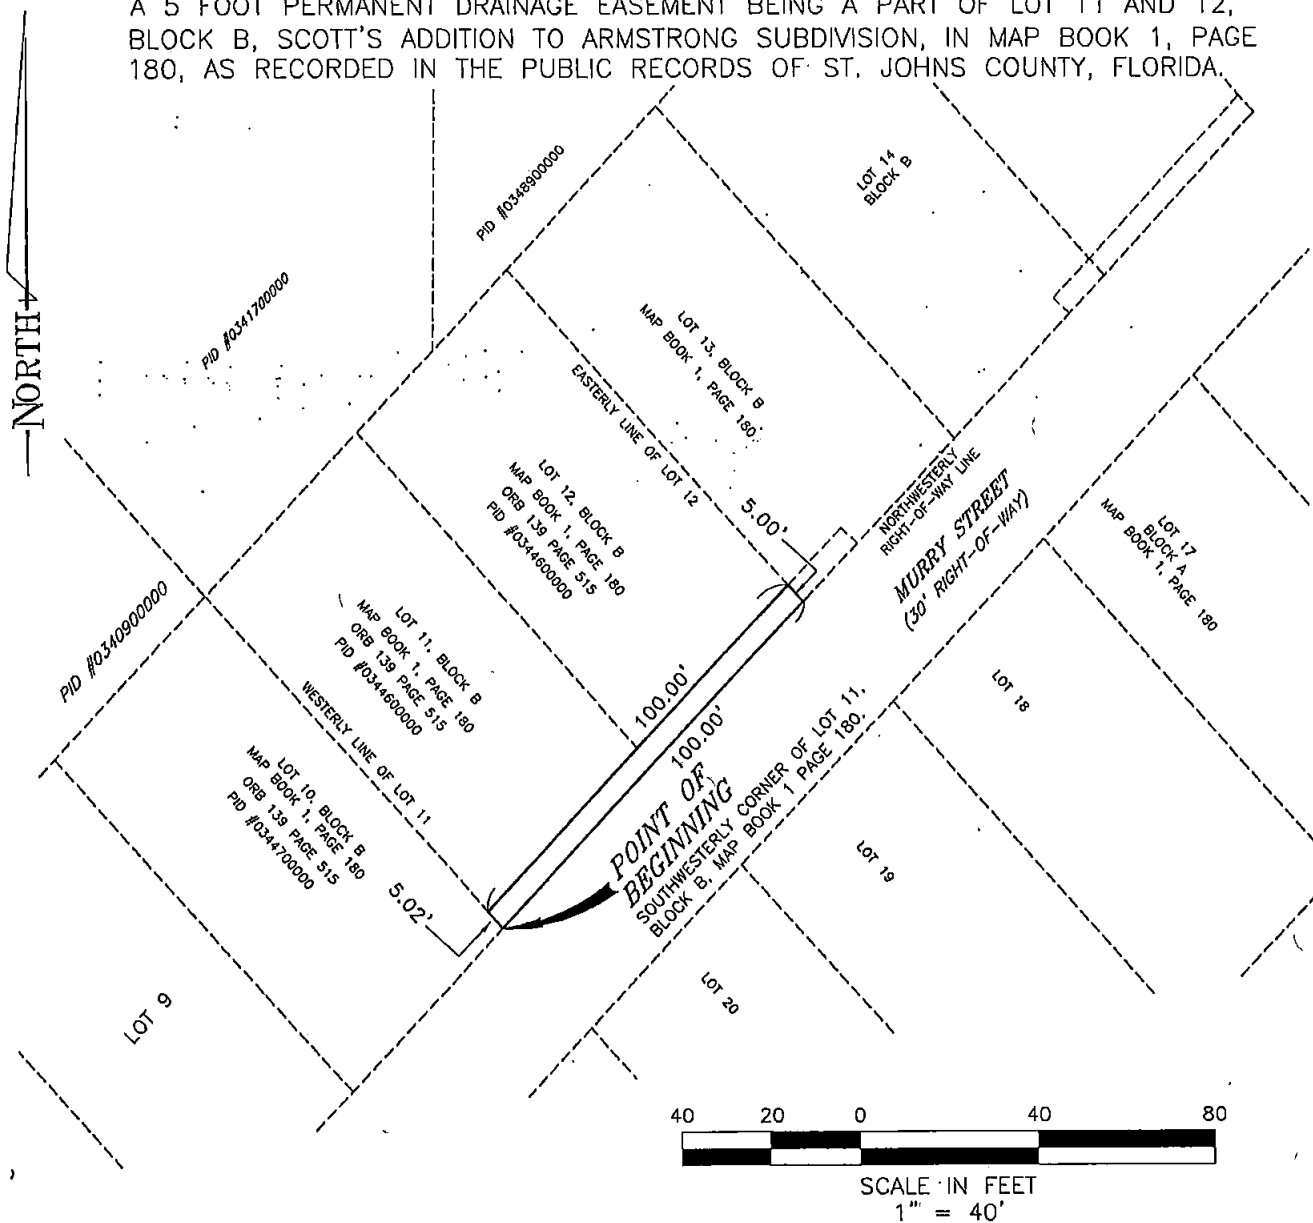 A 5 FOOT PERMANENT DRAINAGE EASEMENT BEING A PART OF LOT 11 AND 12,
BLOCK B, SCOTT'S ADDITION TO ARMSTRONG SUBDIVISION, IN MAP BOOK 1, PAGE
180, AS RECORDED IN THE PUBLIC RECORDS OF ST. JOHNS COUNTY, FLORIDA.
NORTH
PID #0348900000
LOT 14
BLOCK B
PID #0341700000
LOT 13, BLOCK B
MAP BOOK 1, PAGE 180
EASTERLY LINE OF LOT 12
LOT 12, BLOCK B
MAP BOOK 1, PAGE 180
ORB 139 PAGE 515
PID #0344600000
5.00'
NORTHWESTERLY
RIGHT-OF-WAY LINE
MURRY STREET
(30' RIGHT-OF-WAY)
LOT 17
BLOCK A
MAP BOOK 1, PAGE 180
PID #0340900000
LOT 11, BLOCK B
MAP BOOK 1, PAGE 180
ORB 139 PAGE 515
PID #0344600000
WESTERLY LINE OF LOT 11
100.00'
100.00'
LOT 18
LOT 10, BLOCK B
MAP BOOK 1, PAGE 180
ORB 139 PAGE 515
PID #0344700000
5.02'
POINT OF
BEGINNING
SOUTHWESTERLY CORNER OF LOT 11,
BLOCK B, MAP BOOK 1 PAGE 180.
LOT 19
LOT 20
LOT 9
40 20 0 40 80
SCALE IN FEET
1" = 40'